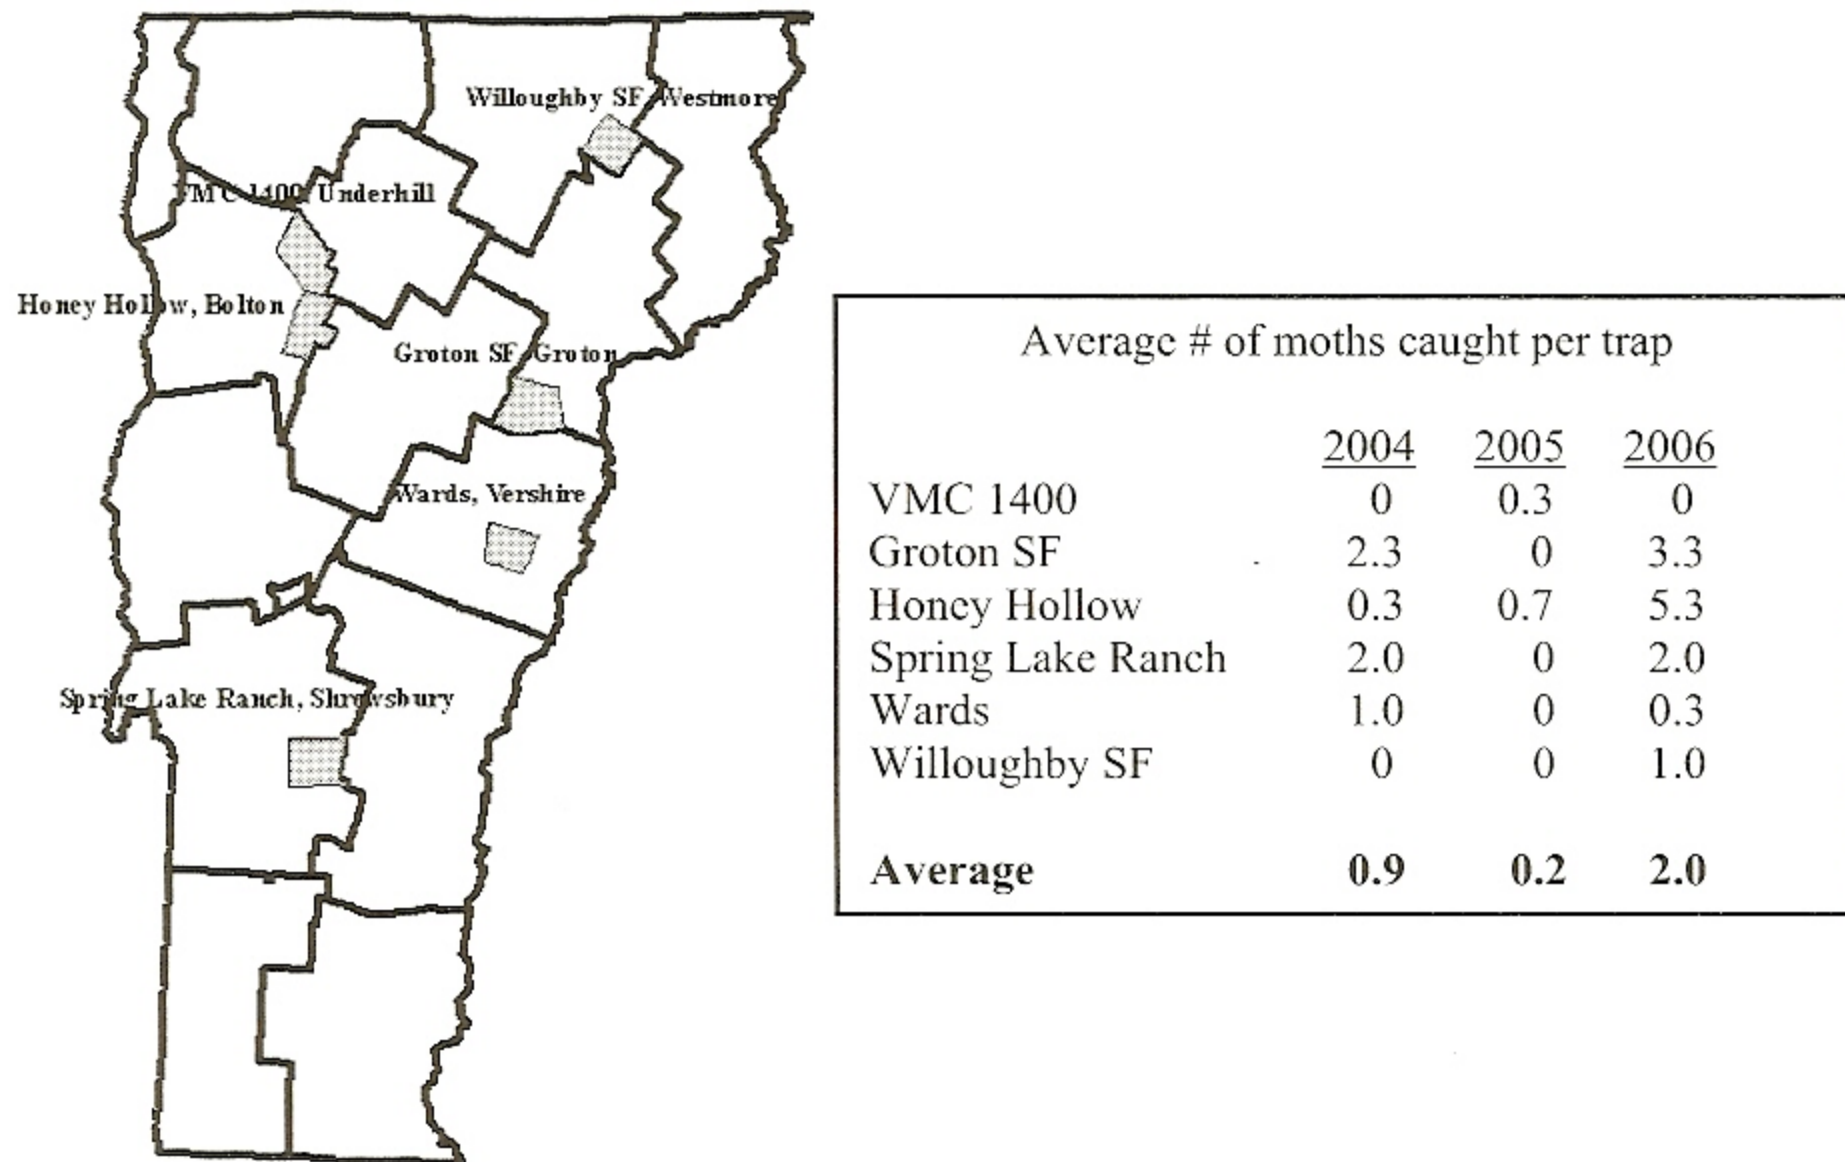 Willoughby SF, Westmore
VMC 1400, Underhill
Honey Hollow, Bolton
Groton SF, Groton
Wards, Vershire
Spring Lake Ranch, Shrewsbury
Average # of moths caught per trap
2004 2005 2006
VMC 1400 0 0.3 0
Groton SF 2.3 0 3.3
Honey Hollow 0.3 0.7 5.3
Spring Lake Ranch 2.0 0 2.0
Wards 1.0 0 0.3
Willoughby SF 0 0 1.0
Average 0.9 0.2 2.0